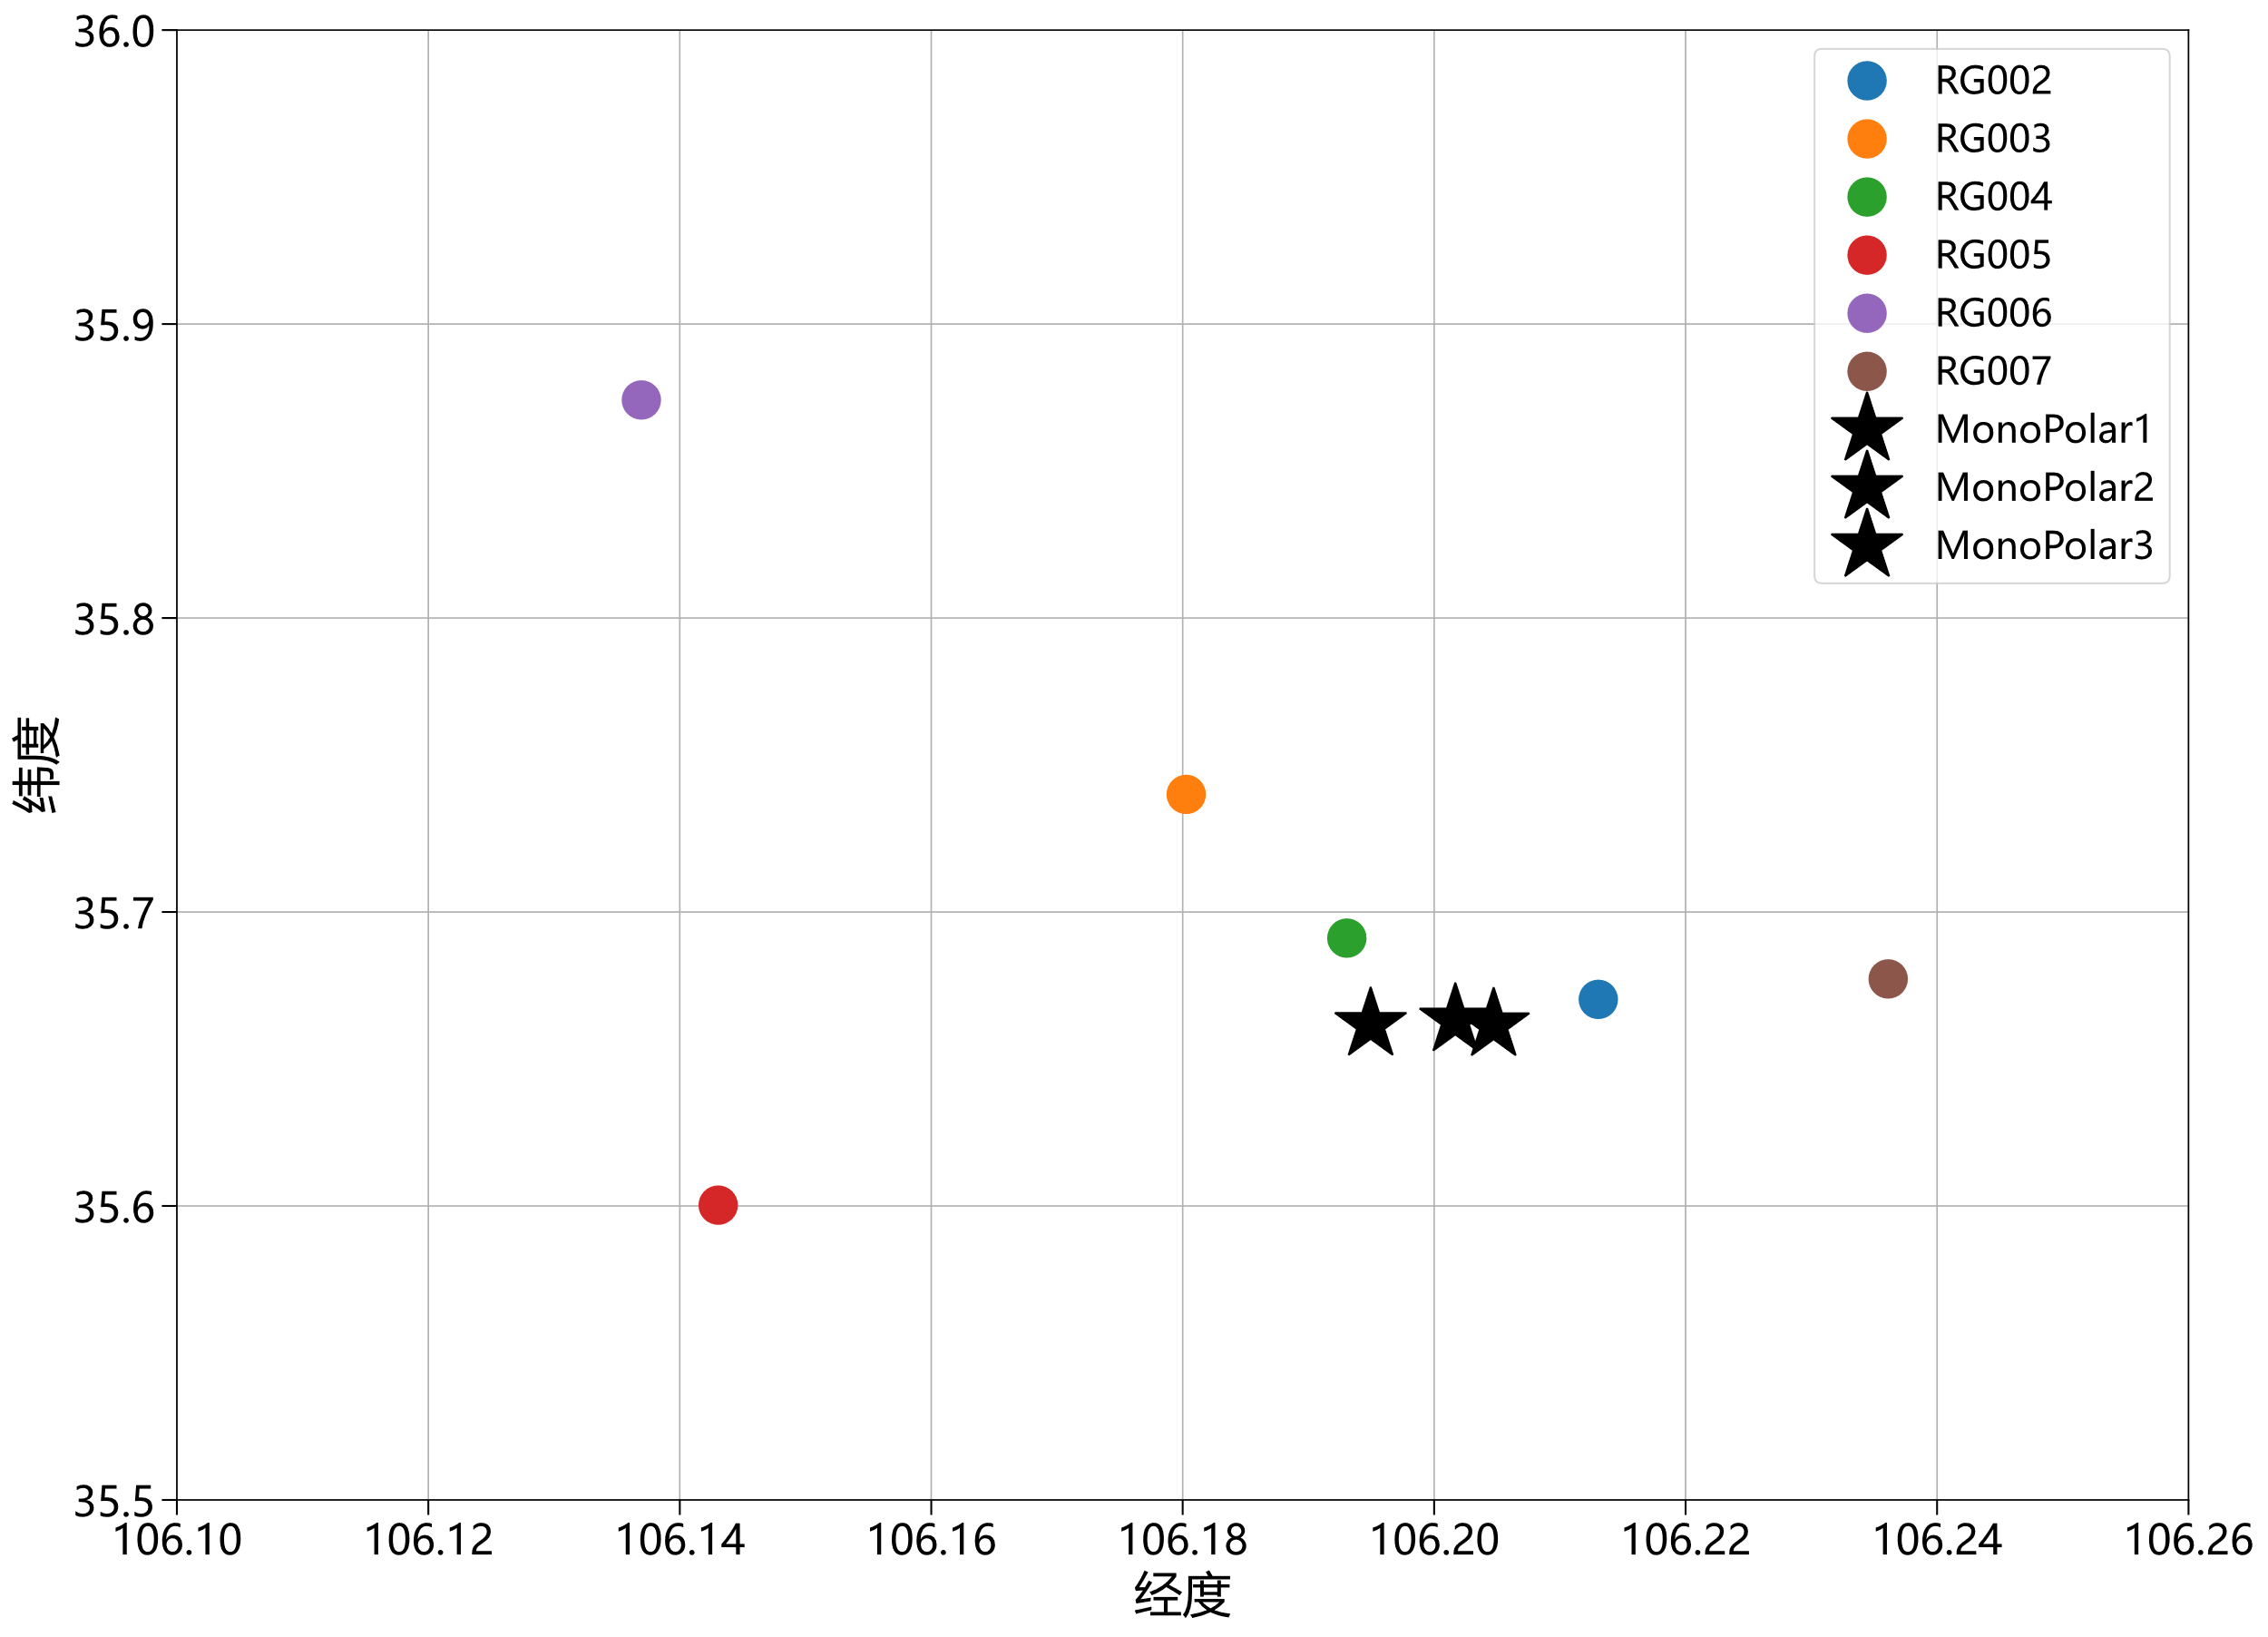 36.0
35.9
35.8
35.7
35.6
35.5
纬度
106.10 106.12 106.14 106.16 106.18 106.20 106.22 106.24 106.26
经度
RG002
RG003
RG004
RG005
RG006
RG007
MonoPolar1
MonoPolar2
MonoPolar3